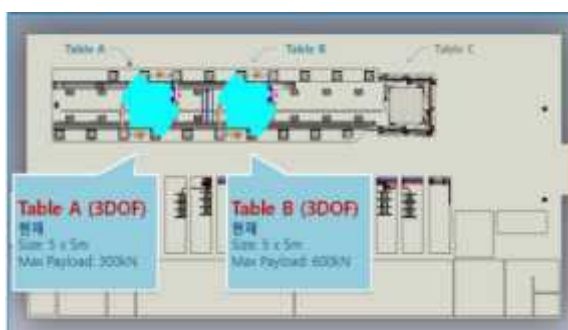 Table A
Table B
Table C
Table A (3DOF)
현재
Size: 5 x 5m
Max Payload: 300kN
Table B (3DOF)
현재
Size: 5 x 5m
Max Payload: 600kN